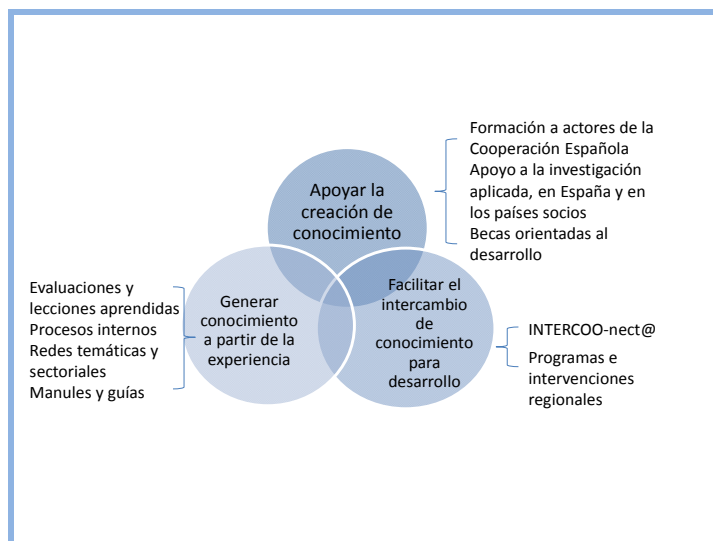 Formación a actores de la
Cooperación Española
Apoyo a la investigación
aplicada, en España y en
los países socios
Becas orientadas al
desarrollo
Apoyar la
creación de
conocimiento
Evaluaciones y
lecciones aprendidas
Procesos internos
Redes temáticas y
sectoriales
Manules y guías
Generar
conocimiento
a partir de la
experiencia
Facilitar el
intercambio
de
conocimiento
para
desarrollo
INTERCOO-nect@
Programas e
intervenciones
regionales